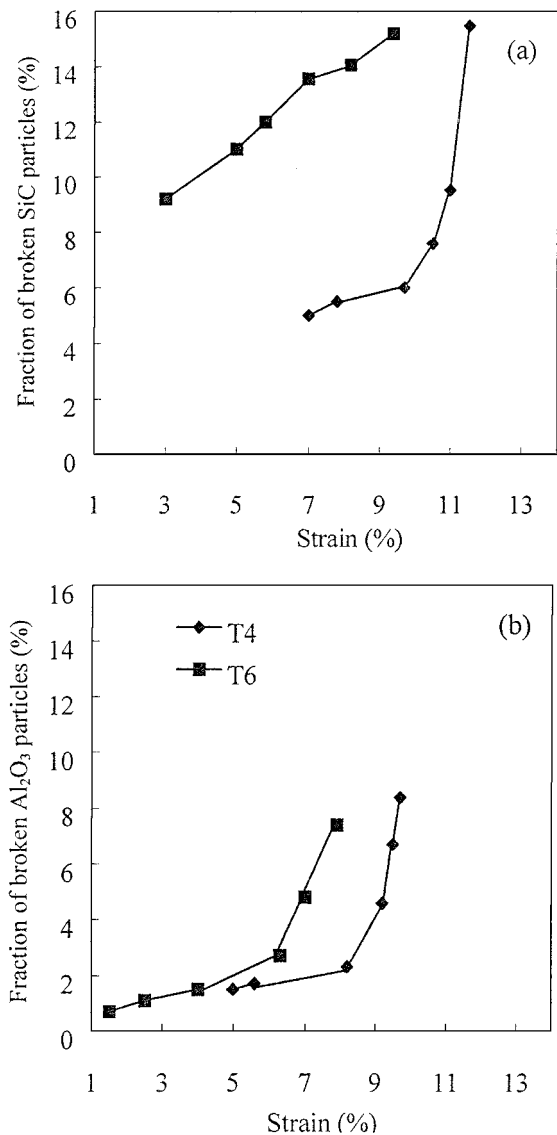 16
14
12
10
8
6
4
2
0
Fraction of broken SiC particles (%)
(a)
1 3 5 7 9 11 13
Strain (%)
16
14
12
10
8
6
4
2
0
Fraction of broken Al₂O₃ particles (%)
T4
T6
(b)
1 3 5 7 9 11 13
Strain (%)